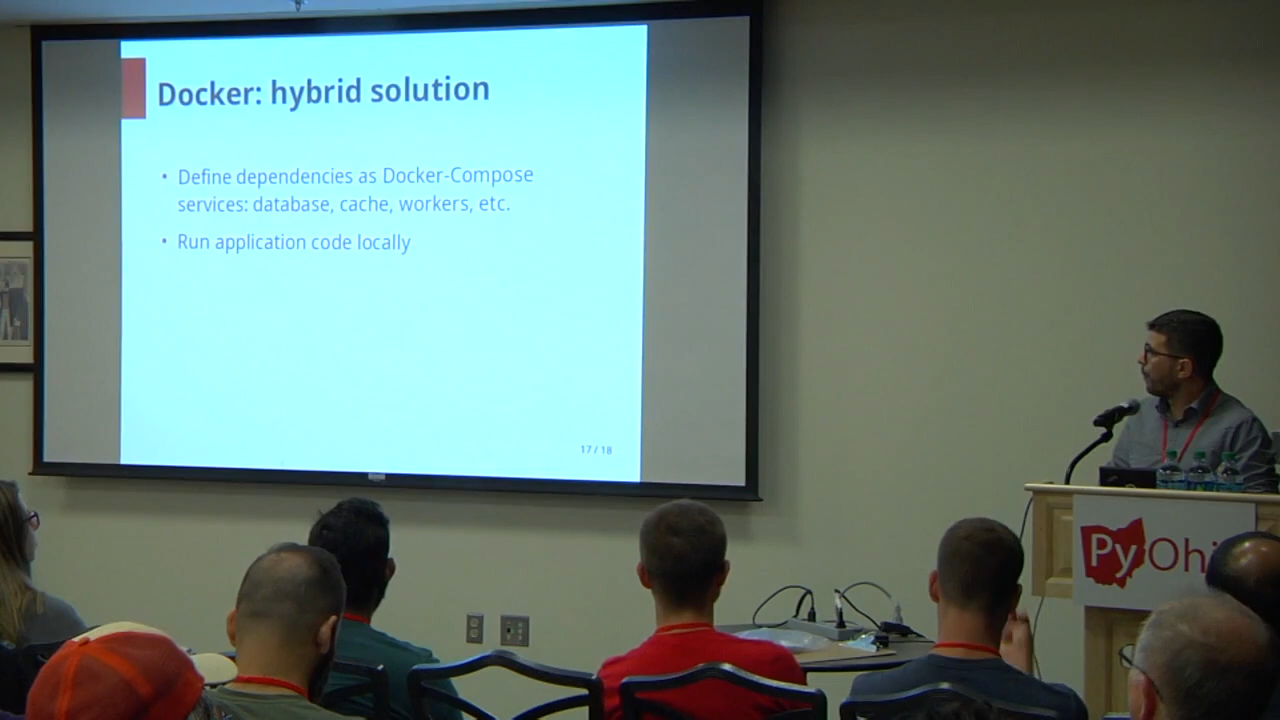 Docker: hybrid solution
• Define dependencies as Docker-Compose
services: database, cache, workers, etc.
• Run application code locally
17 / 18
PyOhi